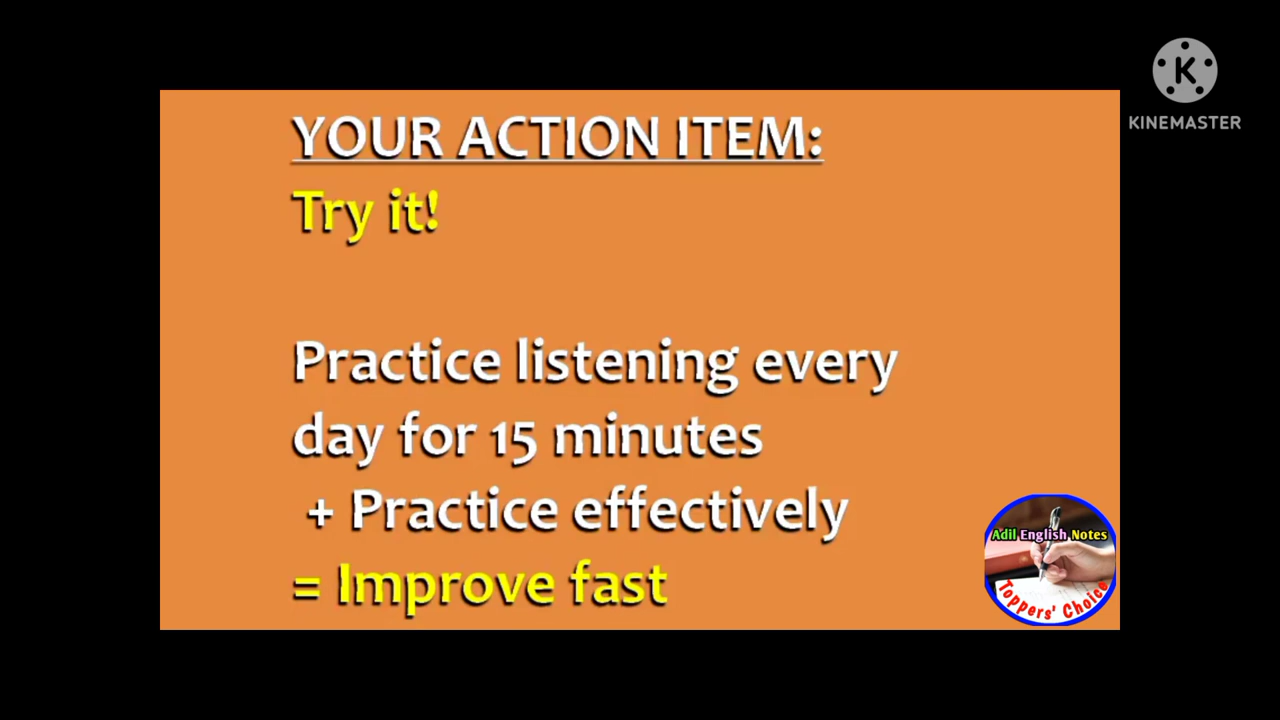 KINEMASTER
YOUR ACTION ITEM:
Try it!
Practice listening every
day for 15 minutes
+ Practice effectively
= Improve fast
Adil English Notes
Toppers' Choice